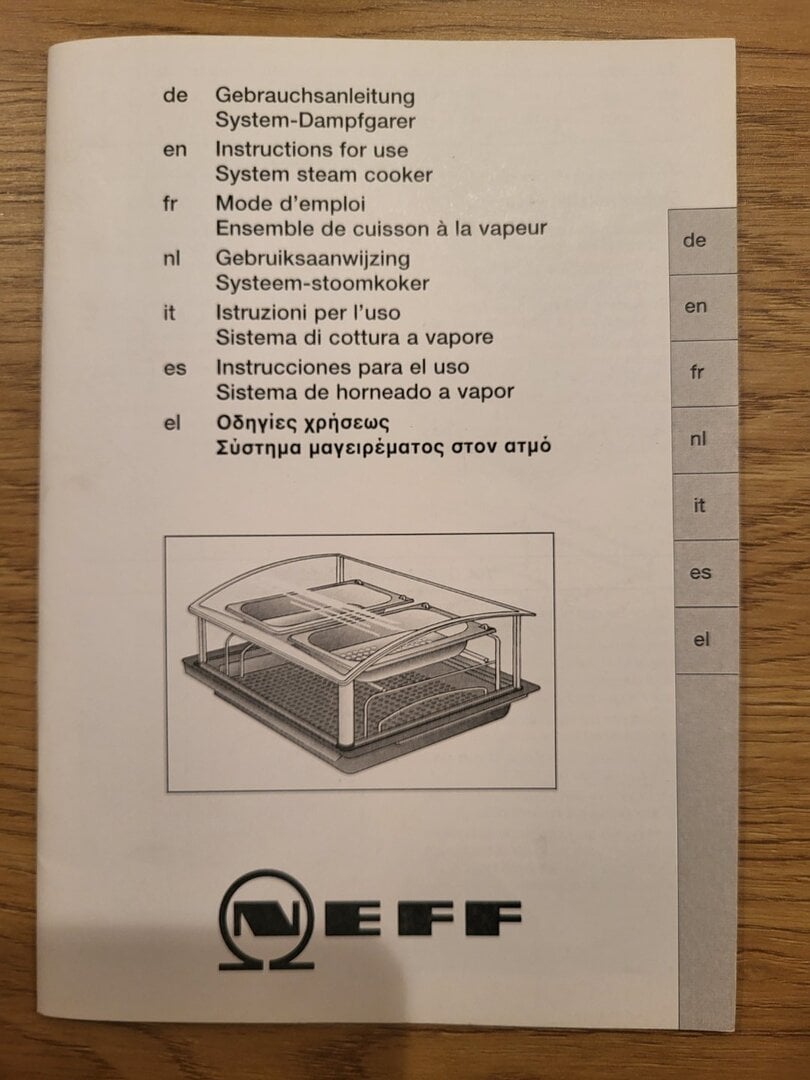 de Gebrauchsanleitung
System-Dampfgarer
en Instructions for use
System steam cooker
fr Mode d'emploi
Ensemble de cuisson à la vapeur
nl Gebruiksaanwijzing
Systeem-stoomkoker
it Istruzioni per l'uso
Sistema di cottura a vapore
es Instrucciones para el uso
Sistema de horneado a vapor
el Οδηγίες χρήσεως
Σύστημα μαγειρέματος στον ατμό
de
en
fr
nl
it
es
el
NEFF